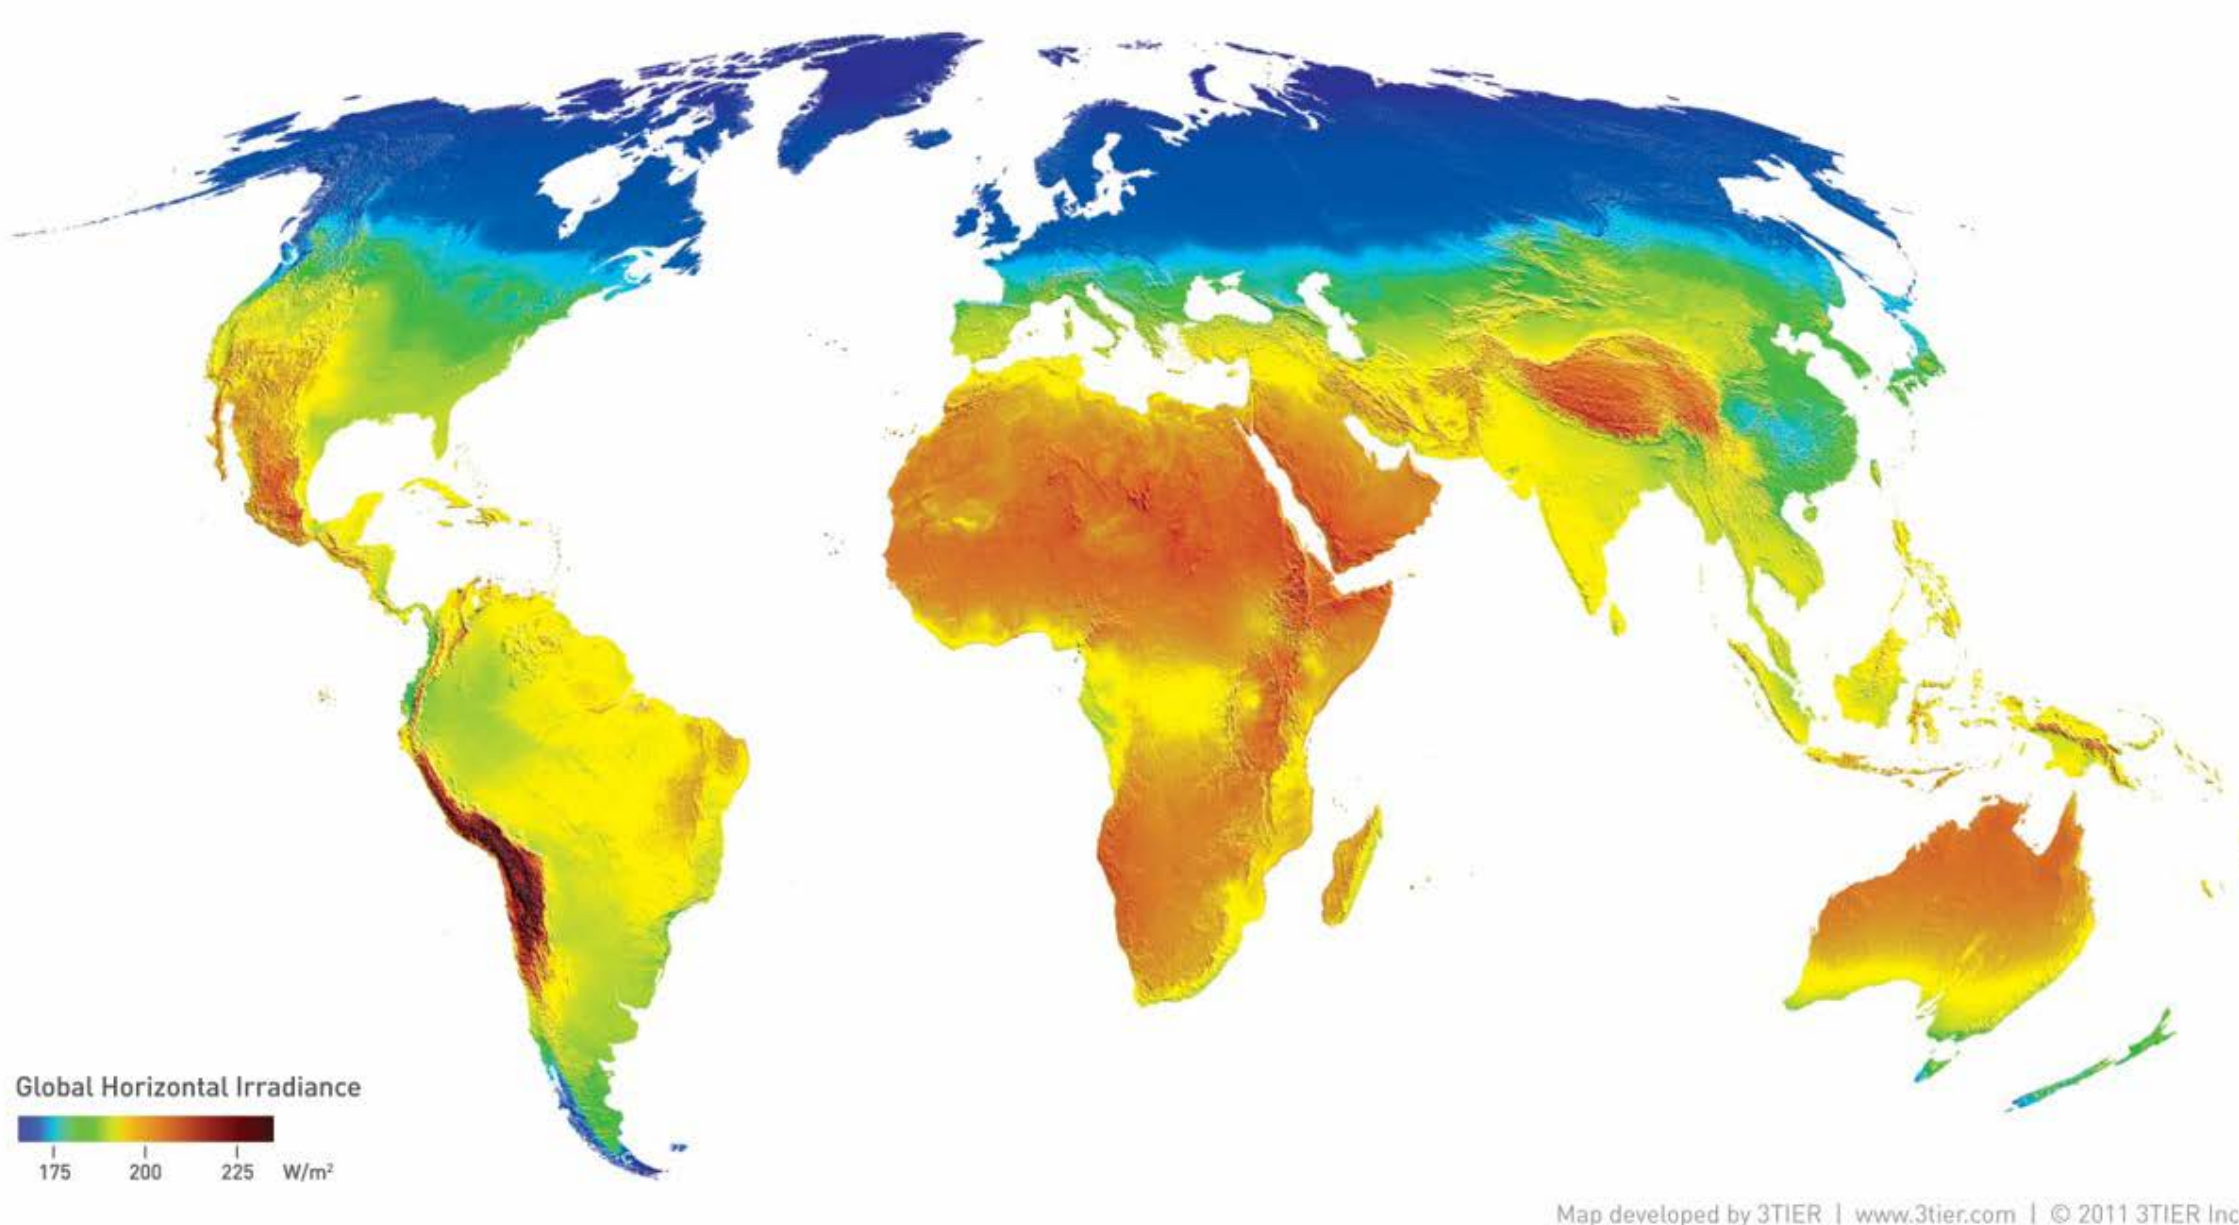 Global Horizontal Irradiance
175 200 225 W/m²
Map developed by 3TIER | www.3tier.com | © 2011 3TIER Inc